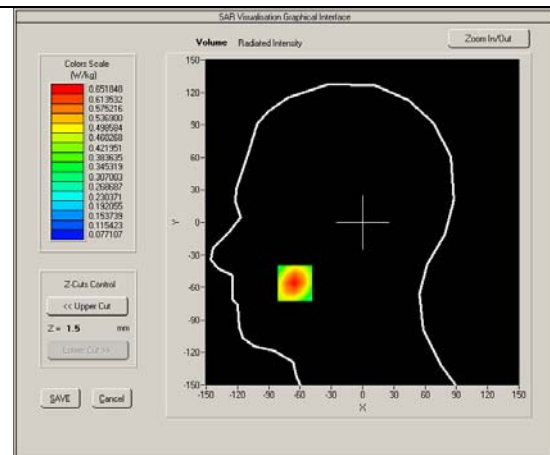 SAR Visualisation Graphical Interface
Volume Radiated Intensity
Zoom In/Out
Colors Scale
(W/kg)
0.651848
0.613532
0.575216
0.536900
0.498584
0.460268
0.421951
0.383635
0.345319
0.307003
0.268687
0.230371
0.192055
0.153739
0.115423
0.077107
Z-Cuts Control
<< Upper Cut
Z = 1.5 mm
Lower Cut >>
SAVE Cancel
150
120
90
60
30
0
-30
-60
-90
-120
-150
Y
-150 -120 -90 -60 -30 0 30 60 90 120 150
X